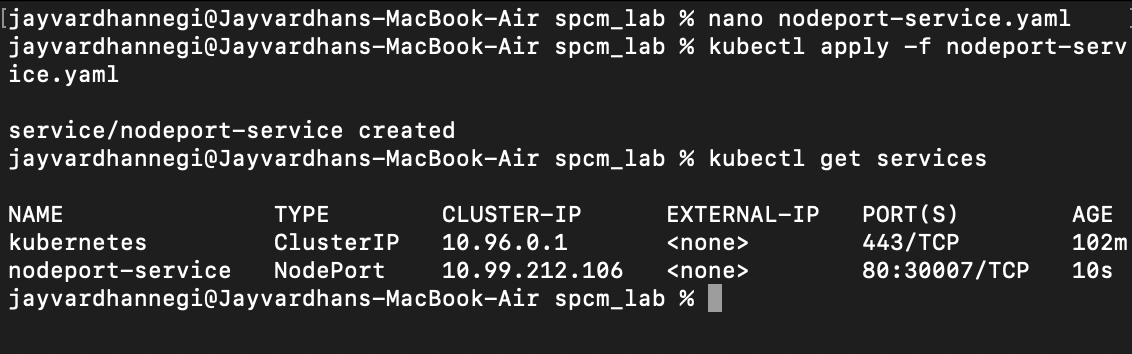 [jayvardhannegi@Jayvardhans-MacBook-Air spcm_lab % nano nodeport-service.yaml ]
jayvardhannegi@Jayvardhans-MacBook-Air spcm_lab % kubectl apply -f nodeport-serv
ice.yaml
service/nodeport-service created
jayvardhannegi@Jayvardhans-MacBook-Air spcm_lab % kubectl get services
NAME TYPE CLUSTER-IP EXTERNAL-IP PORT(S) AGE
kubernetes ClusterIP 10.96.0.1 <none> 443/TCP 102m
nodeport-service NodePort 10.99.212.106 <none> 80:30007/TCP 10s
jayvardhannegi@Jayvardhans-MacBook-Air spcm_lab %